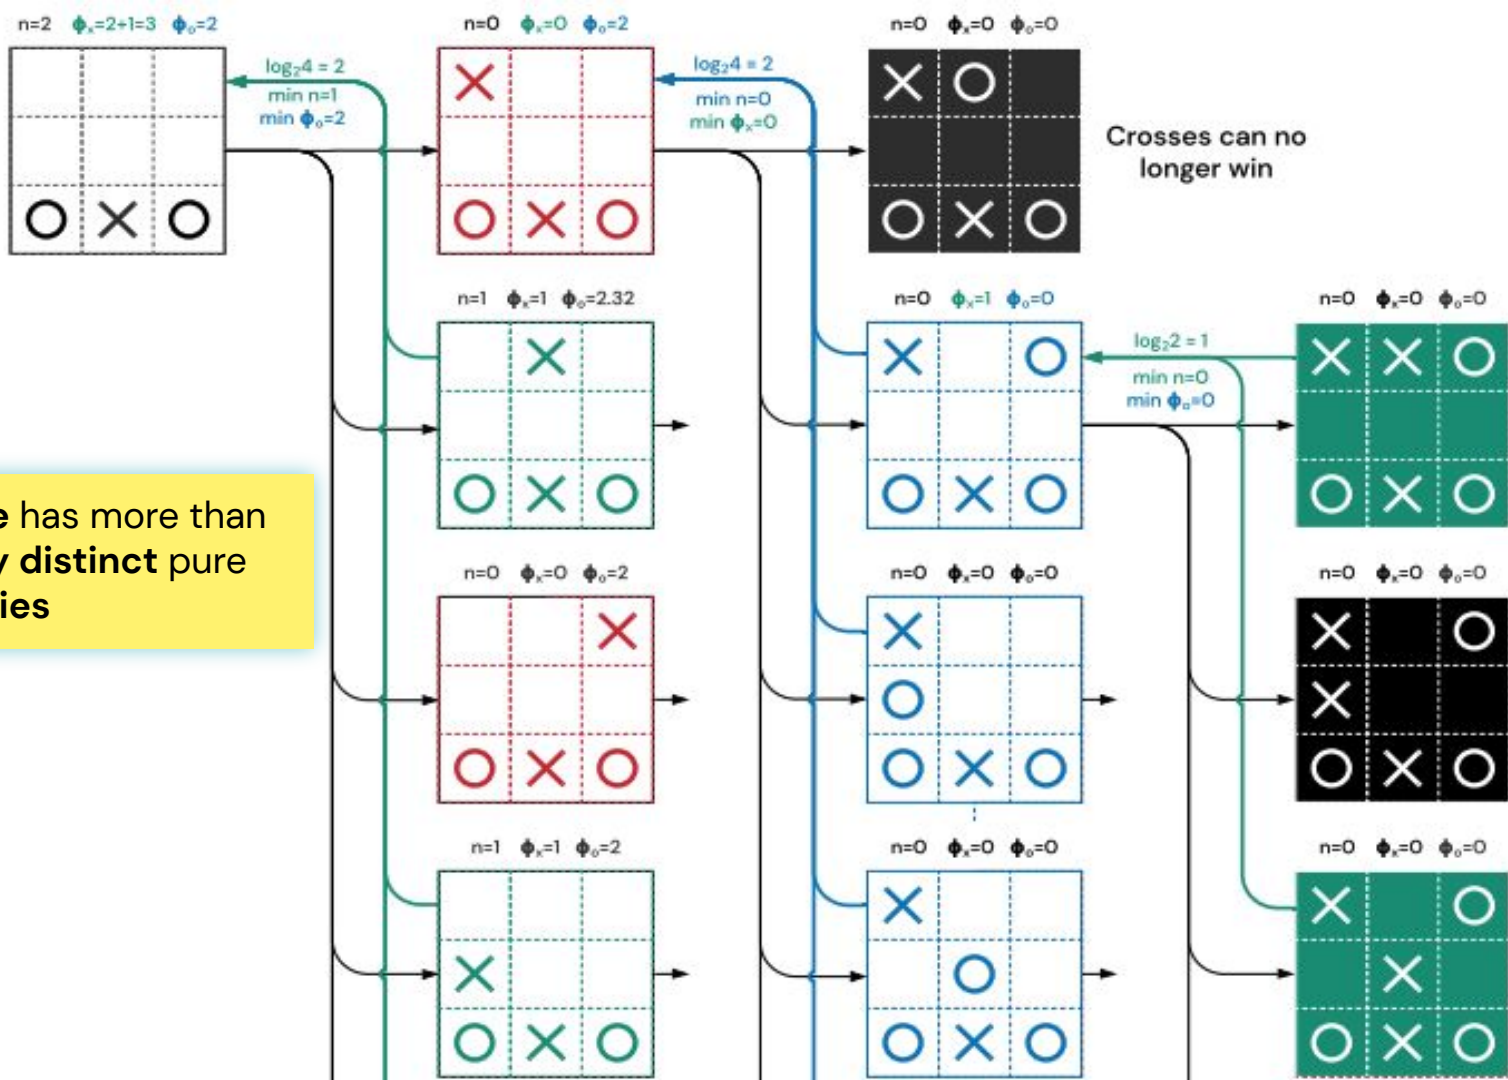 n=2 ϕₓ=2+1=3 ϕₒ=2
n=0 ϕₓ=0 ϕₒ=2
n=0 ϕₓ=0 ϕₒ=0
log₂4 = 2
min n=1
min ϕₒ=2
log₂4 = 2
min n=0
min ϕₓ=0
X
X O
Crosses can no
longer win
O X O
O X O
O X O
n=1 ϕₓ=1 ϕₒ=2.32
n=0 ϕₓ=1 ϕₒ=0
n=0 ϕₓ=0 ϕₒ=0
X
X O
log₂2 = 1
min n=0
min ϕₒ=0
X X O
O X O
O X O
O X O
e has more than
y distinct pure
ies
n=0 ϕₓ=0 ϕₒ=2
n=0 ϕₓ=0 ϕₒ=0
n=0 ϕₓ=0 ϕₒ=0
X
X
X O
O
X
O X O
O X O
O X O
n=1 ϕₓ=1 ϕₒ=2
n=0 ϕₓ=0 ϕₒ=0
n=0 ϕₓ=0 ϕₒ=0
X
X O
X
O
X
O X O
O X O
O X O